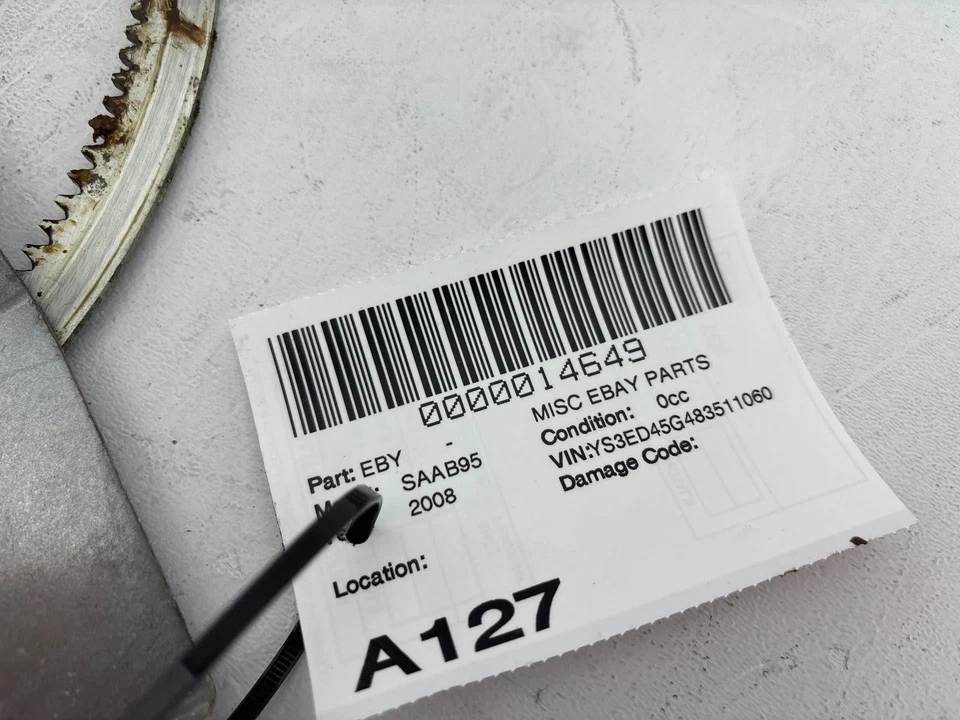 0000014649
Part: EBY - MISC EBAY PARTS
SAAB95 Condition: 0cc
2008 VIN:YS3ED45G483511060
Damage Code:
Location:
A127